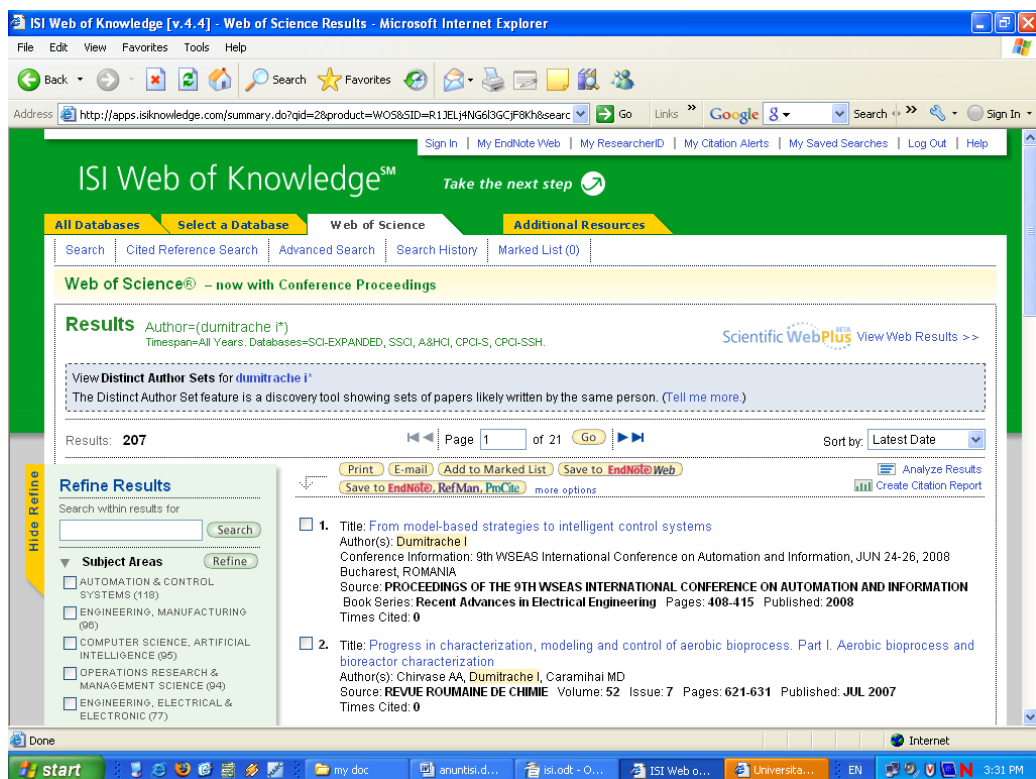 ISI Web of Knowledge [v.4.4] - Web of Science Results - Microsoft Internet Explorer
File Edit View Favorites Tools Help
Back Search Favorites
Address http://apps.isiknowledge.com/summary.do?qid=2&product=WOS&SID=R1JELj4NG6l3GCjF8Kh&searc Go Links » Google Search » Sign In
Sign In | My EndNote Web | My ResearcherID | My Citation Alerts | My Saved Searches | Log Out | Help
ISI Web of Knowledge℠ Take the next step
All Databases Select a Database Web of Science Additional Resources
Search Cited Reference Search Advanced Search Search History Marked List (0)
Web of Science® – now with Conference Proceedings
Results Author=(dumitrache i*)
Timespan=All Years. Databases=SCI-EXPANDED, SSCI, A&HCI, CPCI-S, CPCI-SSH.
Scientific WebPlus BETA View Web Results >>
View Distinct Author Sets for dumitrache i*
The Distinct Author Set feature is a discovery tool showing sets of papers likely written by the same person. (Tell me more.)
Results: 207 Page 1 of 21 Go Sort by: Latest Date
Hide Refine
Refine Results
Search within results for
Search
Subject Areas Refine
AUTOMATION & CONTROL
SYSTEMS (118)
ENGINEERING, MANUFACTURING
(96)
COMPUTER SCIENCE, ARTIFICIAL
INTELLIGENCE (95)
OPERATIONS RESEARCH &
MANAGEMENT SCIENCE (94)
ENGINEERING, ELECTRICAL &
ELECTRONIC (77)
Print E-mail Add to Marked List Save to EndNote Web
Save to EndNote, RefMan, ProCite more options
Analyze Results
Create Citation Report
1. Title: From model-based strategies to intelligent control systems
Author(s): Dumitrache I
Conference Information: 9th WSEAS International Conference on Automation and Information, JUN 24-26, 2008
Bucharest, ROMANIA
Source: PROCEEDINGS OF THE 9TH WSEAS INTERNATIONAL CONFERENCE ON AUTOMATION AND INFORMATION
Book Series: Recent Advances in Electrical Engineering Pages: 408-415 Published: 2008
Times Cited: 0
2. Title: Progress in characterization, modeling and control of aerobic bioprocess. Part I. Aerobic bioprocess and
bioreactor characterization
Author(s): Chirvase AA, Dumitrache I, Caramihai MD
Source: REVUE ROUMAINE DE CHIMIE Volume: 52 Issue: 7 Pages: 621-631 Published: JUL 2007
Times Cited: 0
Done Internet
start my doc anuntisi.d... isi.odt - O... ISI Web o... Universita... EN 3:31 PM